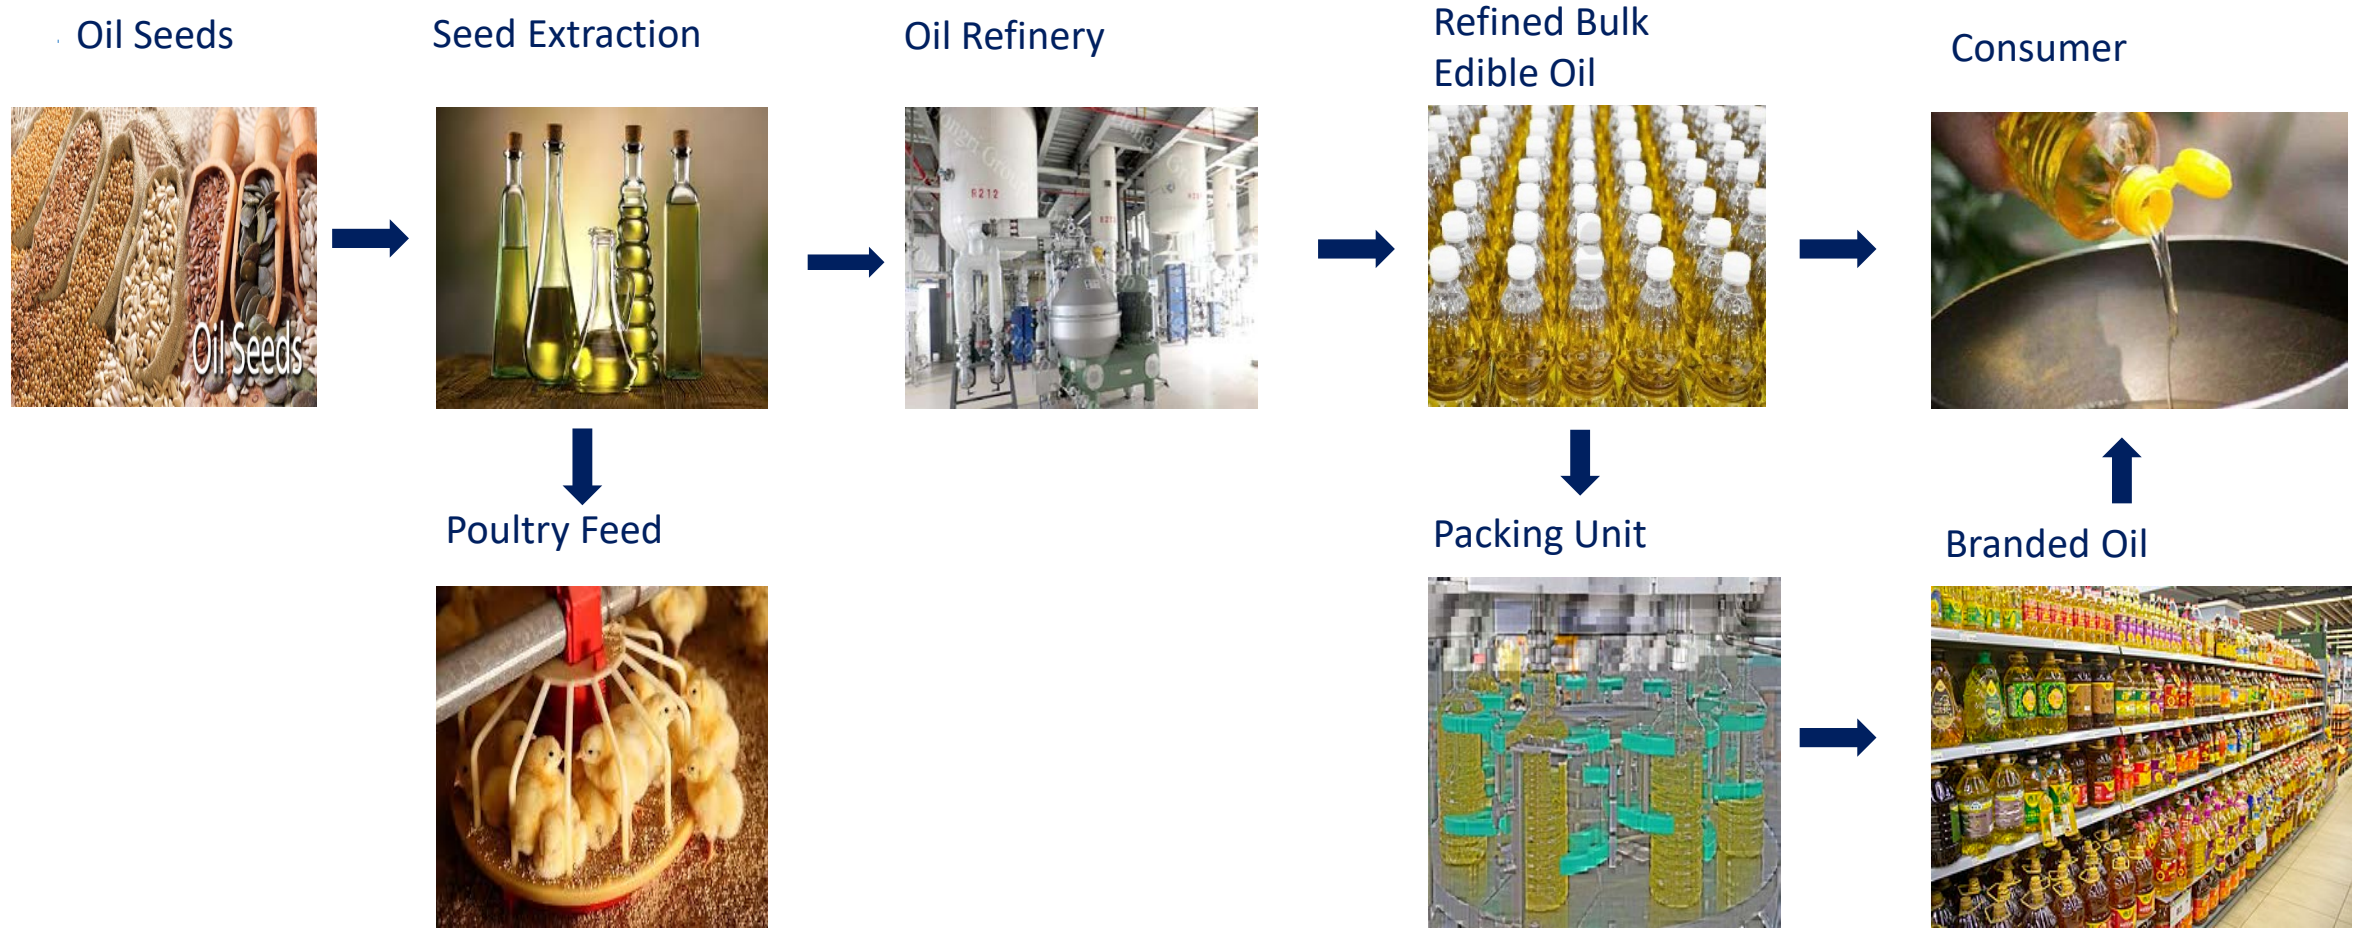 Oil Seeds
Seed Extraction
Oil Refinery
Refined Bulk
Edible Oil
Consumer
Oil Seeds
R212
Poultry Feed
Packing Unit
Branded Oil